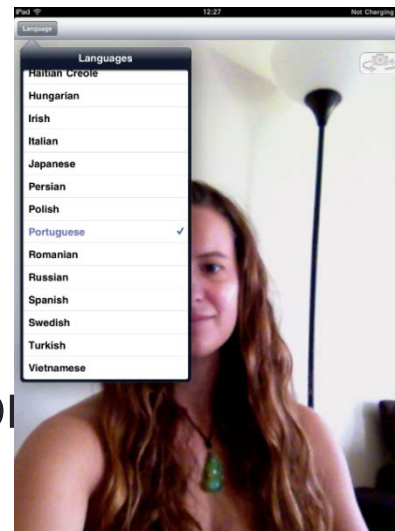 iPad 12:27 Not Charging
Language
Languages
Haitian Creole
Hungarian
Irish
Italian
Japanese
Persian
Polish
Portuguese
Romanian
Russian
Spanish
Swedish
Turkish
Vietnamese